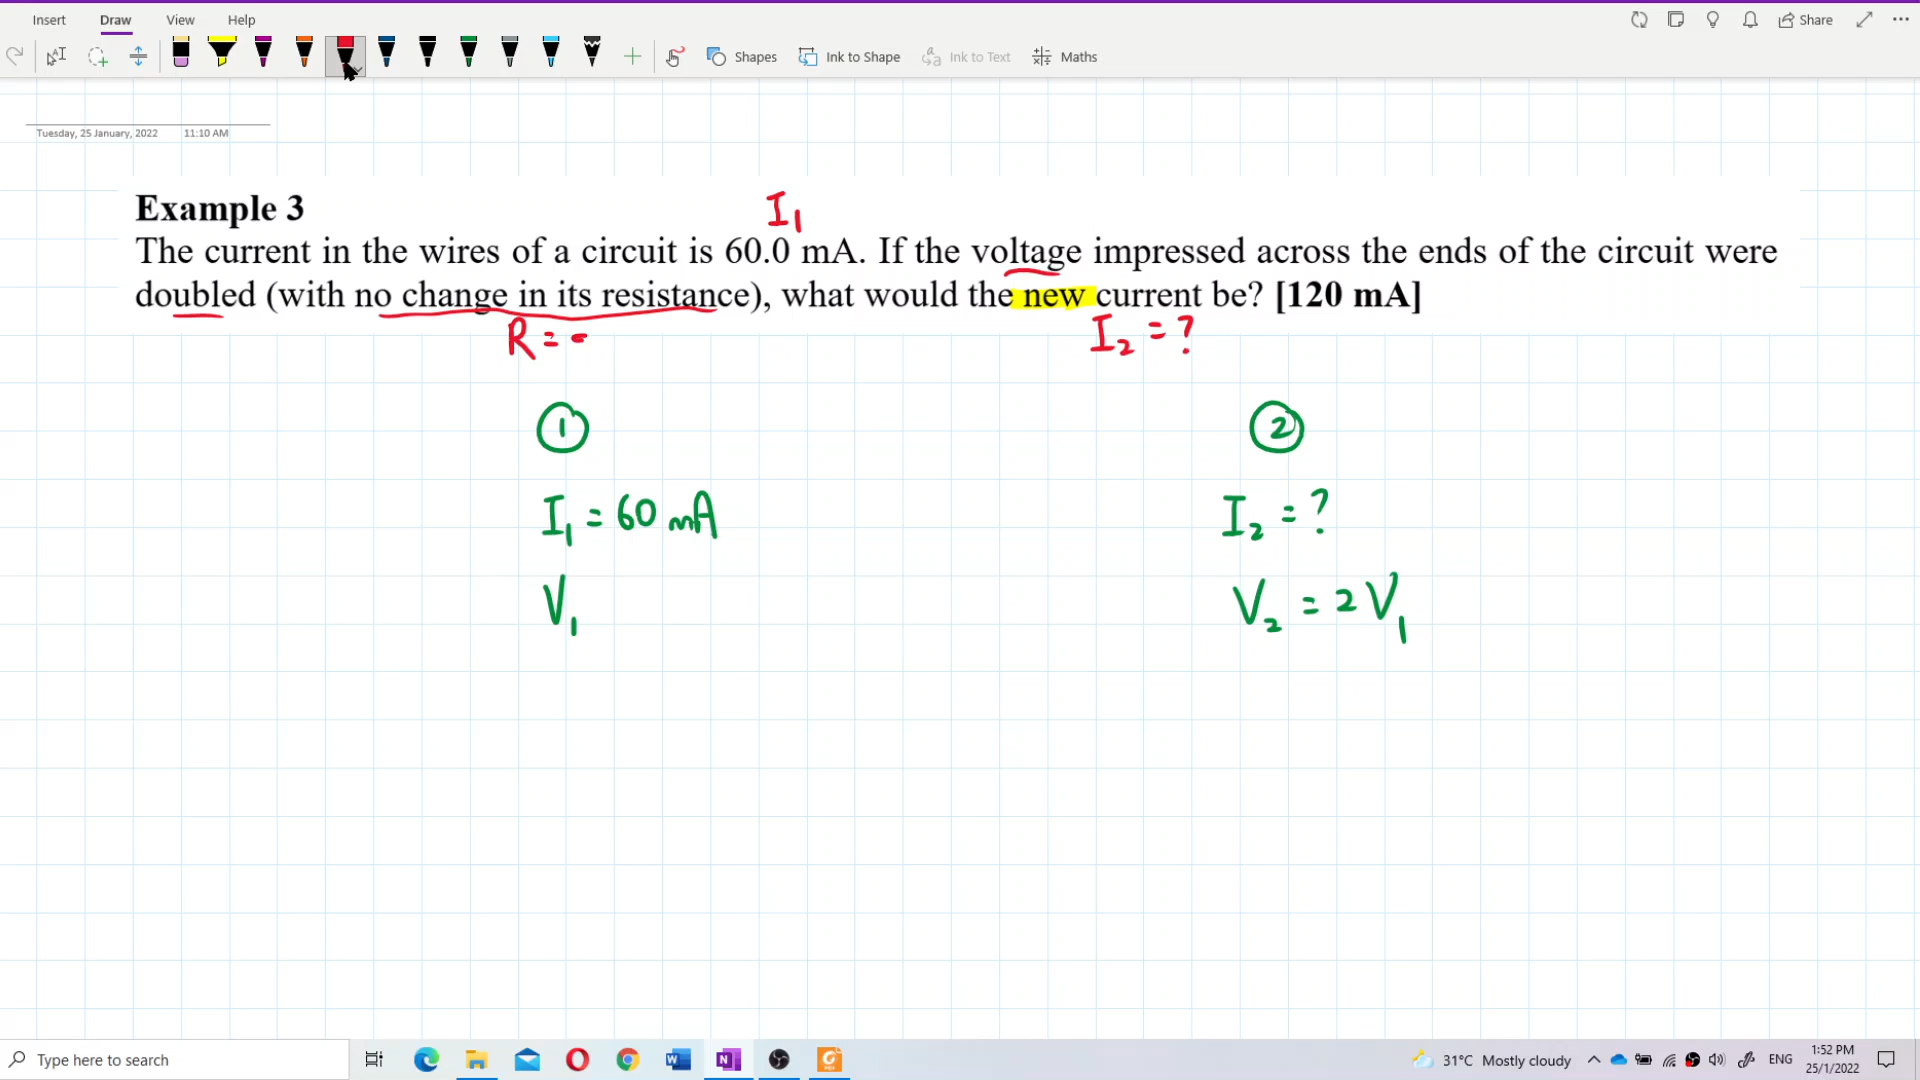 Insert Draw View Help
Share
Shapes Ink to Shape Ink to Text Maths
Tuesday, 25 January, 2022 11:10 AM
Example 3
I₁
The current in the wires of a circuit is 60.0 mA. If the voltage impressed across the ends of the circuit were
doubled (with no change in its resistance), what would the new current be? [120 mA]
R = -
I₂ = ?
①
②
I₁ = 60 mA
I₂ = ?
V₁
V₂ = 2V₁
Type here to search
31°C Mostly cloudy
ENG
1:52 PM
25/1/2022